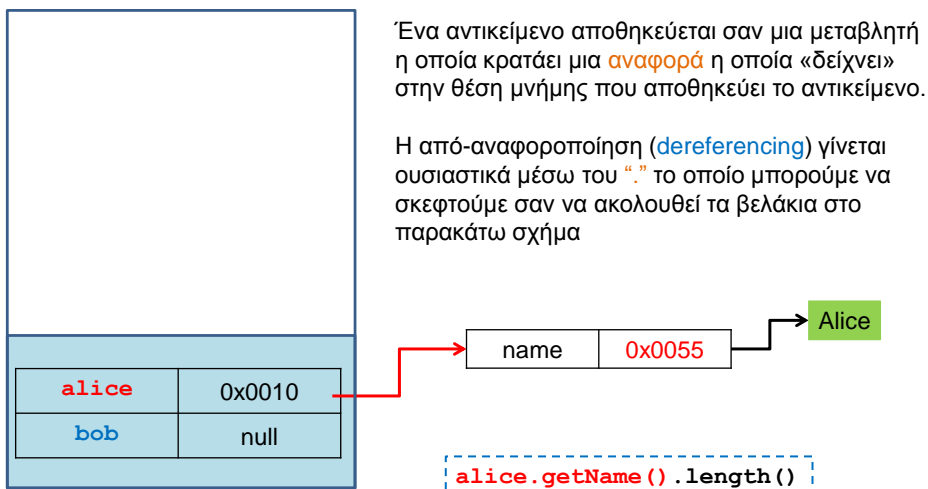 Ένα αντικείμενο αποθηκεύεται σαν μια μεταβλητή
η οποία κρατάει μια αναφορά η οποία «δείχνει»
στην θέση μνήμης που αποθηκεύει το αντικείμενο.
Η από-αναφοροποίηση (dereferencing) γίνεται
ουσιαστικά μέσω του “.” το οποίο μπορούμε να
σκεφτούμε σαν να ακολουθεί τα βελάκια στο
παρακάτω σχήμα
Alice
name 0x0055
alice 0x0010
bob null
alice.getName().length()